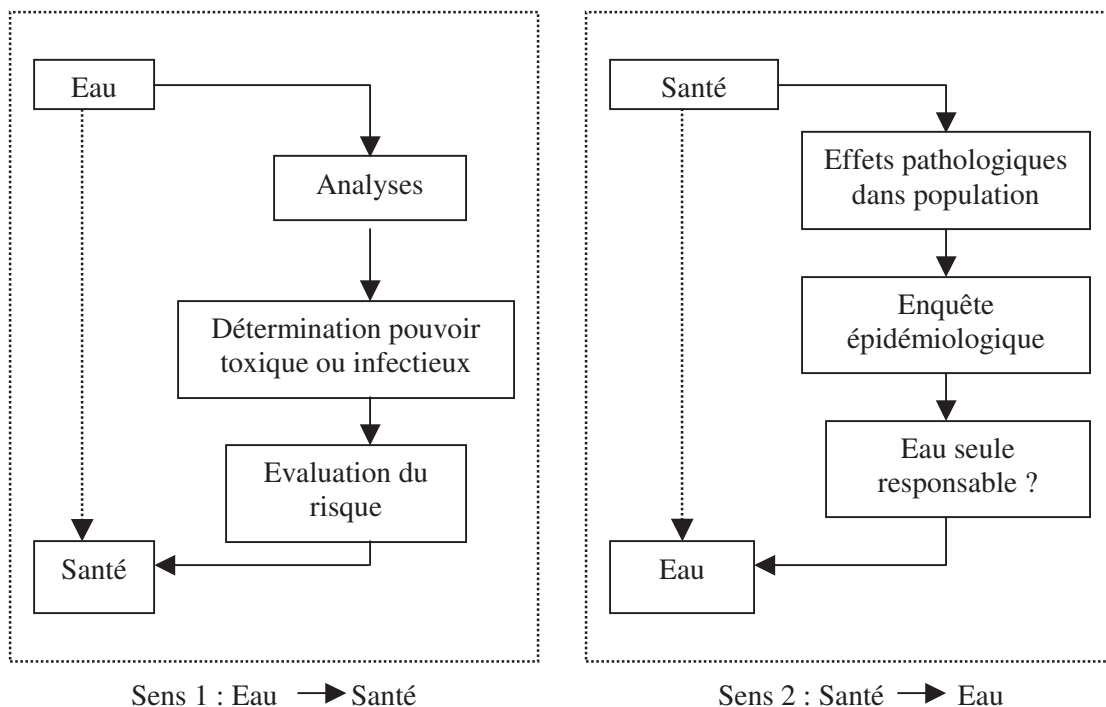 Eau
Analyses
Détermination pouvoir
toxique ou infectieux
Evaluation du
risque
Santé
Sens 1 : Eau → Santé
Santé
Effets pathologiques
dans population
Enquête
épidémiologique
Eau seule
responsable ?
Eau
Sens 2 : Santé → Eau